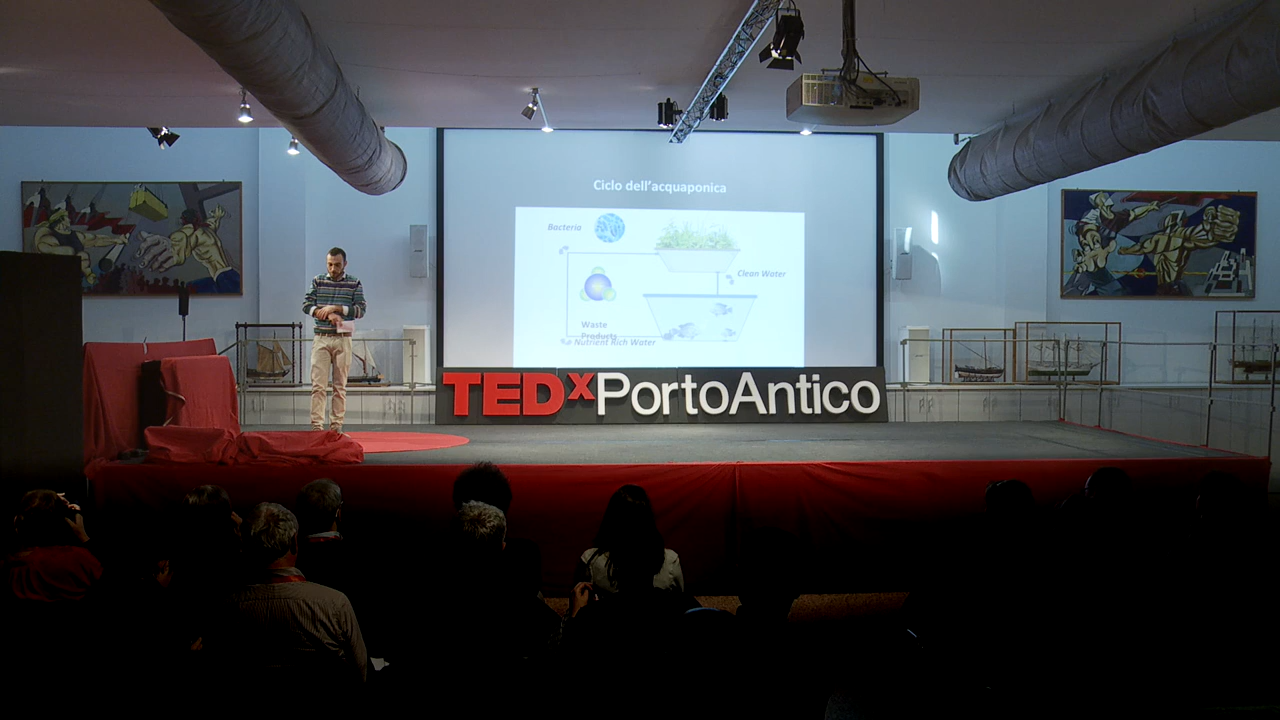 Ciclo dell'acquaponica
Bacteria
Clean Water
Waste
Products
Nutrient Rich Water
TEDxPortoAntico